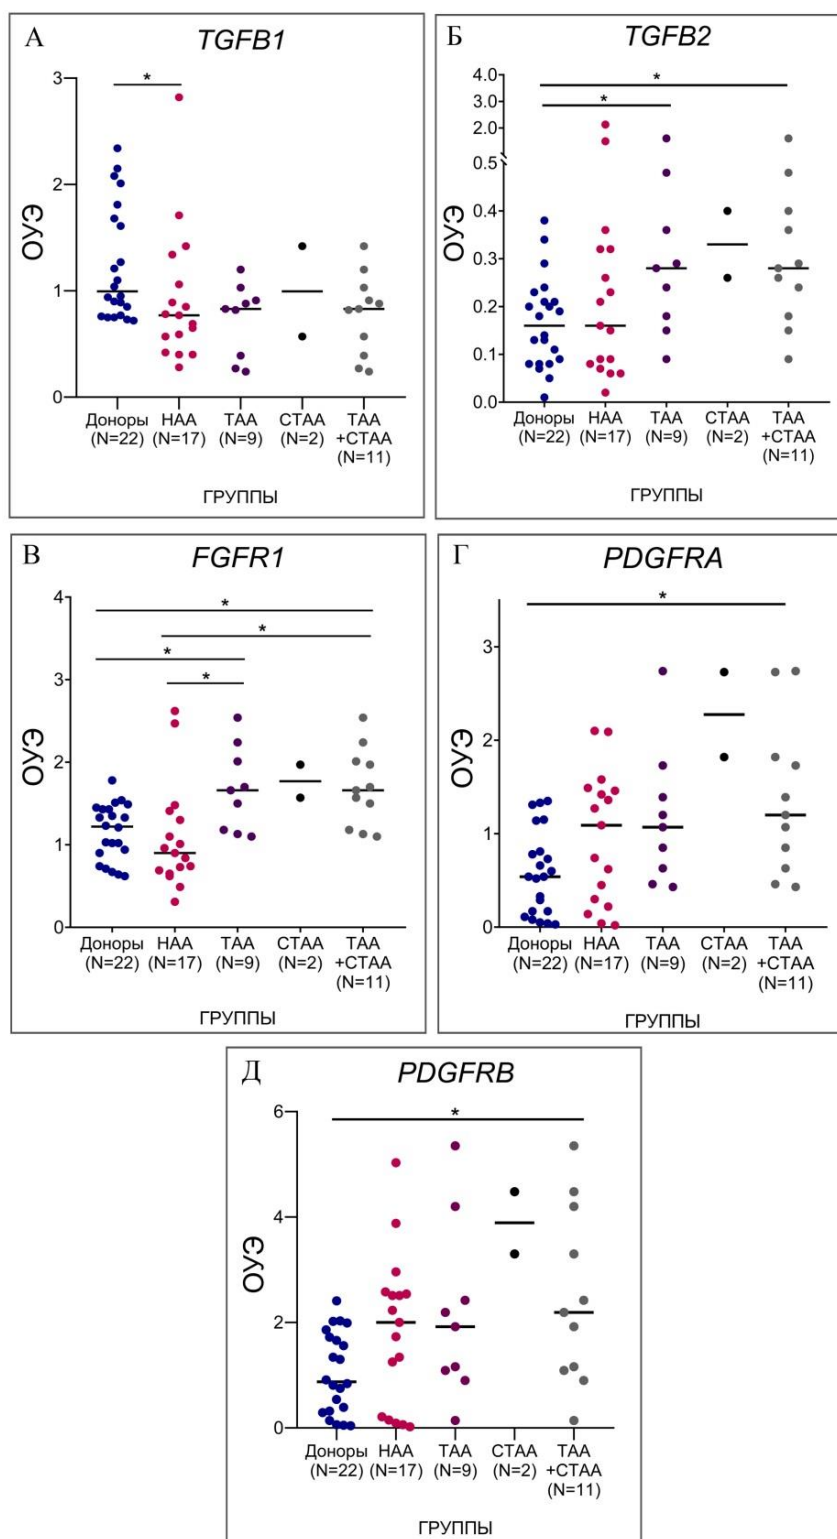 А
TGFB1
*
3
2
1
0
ОУЭ
Доноры НАА ТАА СТАА ТАА
(N=22) (N=17) (N=9) (N=2) +СТАА
(N=11)
ГРУППЫ
Б
TGFB2
*
*
4.0
3.0
2.0
0.5
0.4
0.3
0.2
0.1
0.0
ОУЭ
Доноры НАА ТАА СТАА ТАА
(N=22) (N=17) (N=9) (N=2) +СТАА
(N=11)
ГРУППЫ
В
FGFR1
*
*
*
*
4
3
2
1
0
ОУЭ
Доноры НАА ТАА СТАА ТАА
(N=22) (N=17) (N=9) (N=2) +СТАА
(N=11)
ГРУППЫ
Г
PDGFRA
*
3
2
1
0
ОУЭ
Доноры НАА ТАА СТАА ТАА
(N=22) (N=17) (N=9) (N=2) +СТАА
(N=11)
ГРУППЫ
Д
PDGFRB
*
6
4
2
0
ОУЭ
Доноры НАА ТАА СТАА ТАА
(N=22) (N=17) (N=9) (N=2) +СТАА
(N=11)
ГРУППЫ